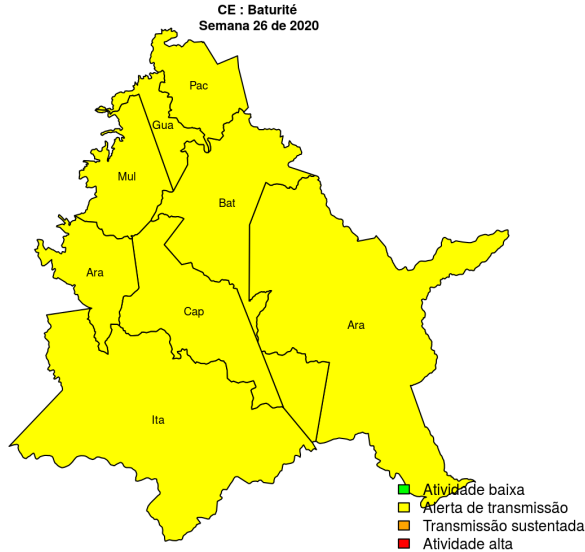 CE : Baturité
Semana 26 de 2020
Pac
Gua
Mul
Bat
Ara
Cap
Ara
Ita
Atividade baixa
Alerta de transmissão
Transmissão sustentada
Atividade alta